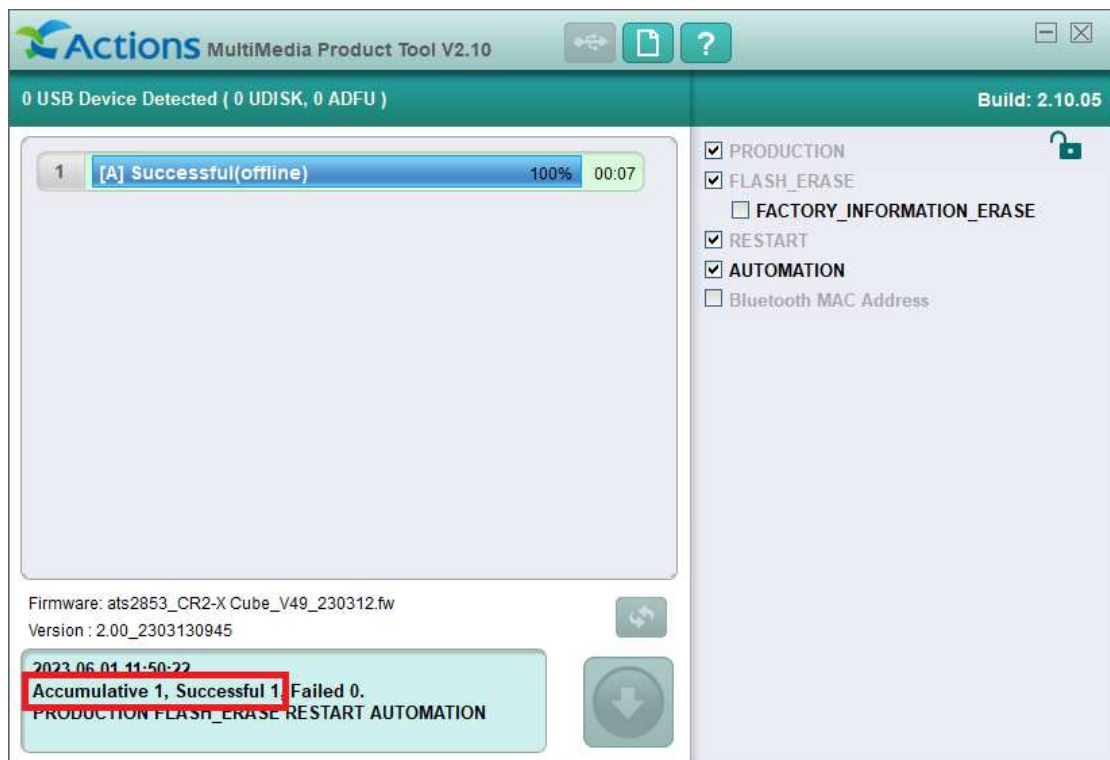 Actions MultiMedia Product Tool V2.10
?
0 USB Device Detected ( 0 UDISK, 0 ADFU )
Build: 2.10.05
1 [A] Successful(offline) 100% 00:07
PRODUCTION
FLASH_ERASE
FACTORY_INFORMATION_ERASE
RESTART
AUTOMATION
Bluetooth MAC Address
Firmware: ats2853_CR2-X Cube_V49_230312.fw
Version : 2.00_2303130945
2023.06.01 11:50:22
Accumulative 1, Successful 1, Failed 0.
PRODUCTION FLASH_ERASE RESTART AUTOMATION